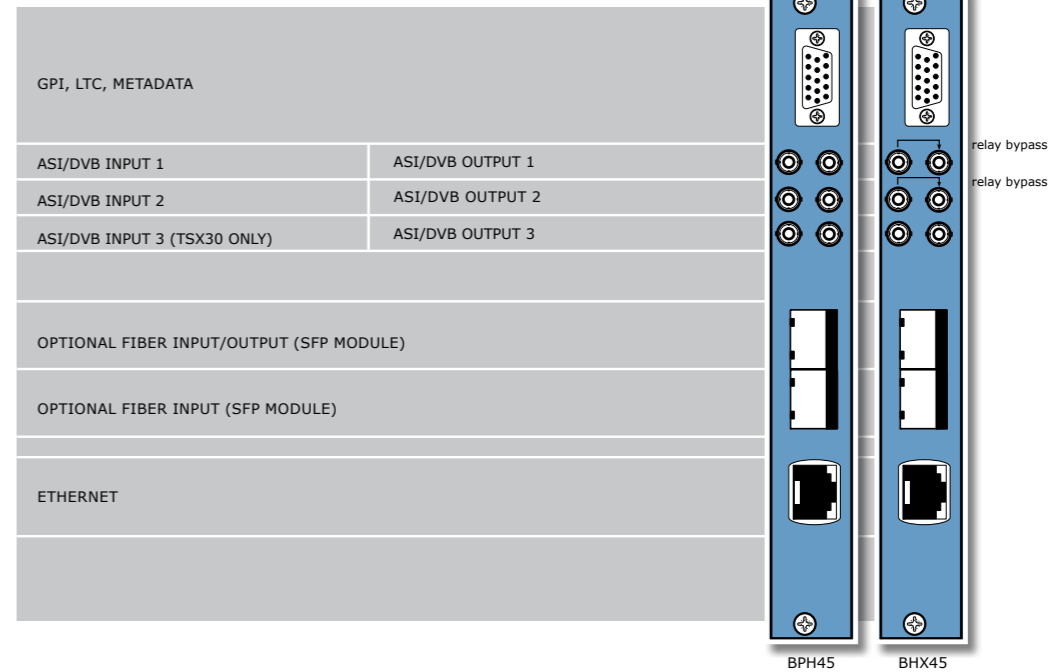 GPI, LTC, METADATA
relay bypass
ASI/DVB INPUT 1
ASI/DVB OUTPUT 1
relay bypass
ASI/DVB INPUT 2
ASI/DVB OUTPUT 2
ASI/DVB INPUT 3 (TSX30 ONLY)
ASI/DVB OUTPUT 3
OPTIONAL FIBER INPUT/OUTPUT (SFP MODULE)
OPTIONAL FIBER INPUT (SFP MODULE)
ETHERNET
BPH45
BHX45